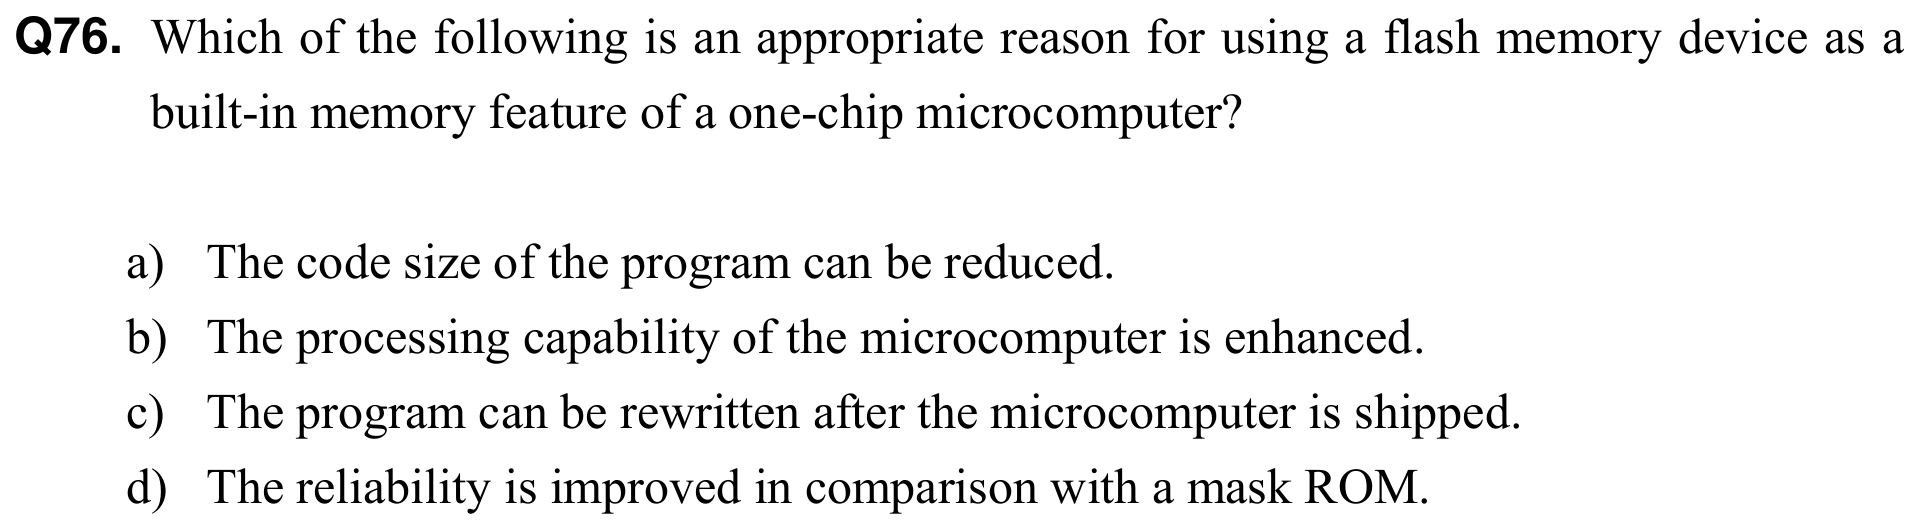 Q76. Which of the following is an appropriate reason for using a flash memory device as a
built-in memory feature of a one-chip microcomputer?
a) The code size of the program can be reduced.
b) The processing capability of the microcomputer is enhanced.
c) The program can be rewritten after the microcomputer is shipped.
d) The reliability is improved in comparison with a mask ROM.